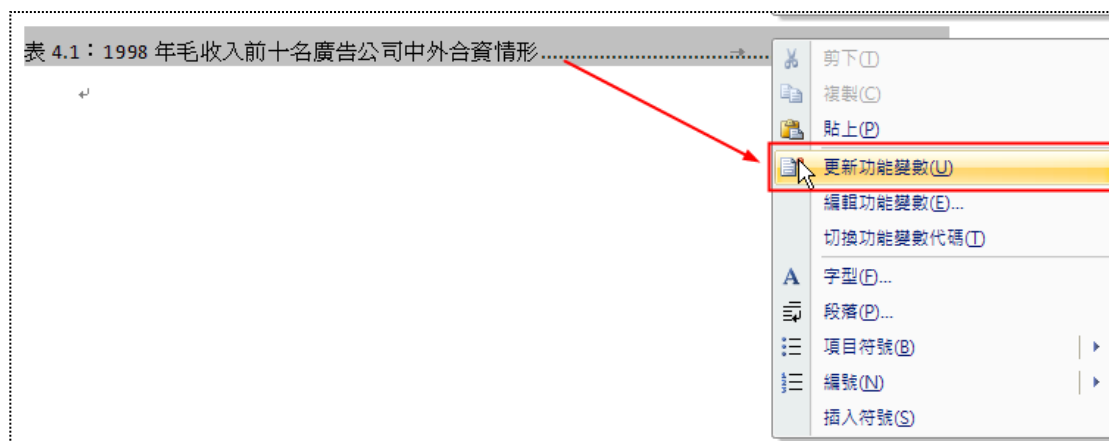 表 4.1：1998 年毛收入前十名廣告公司中外合資情形
剪下(T)
複製(C)
貼上(P)
更新功能變數(U)
編輯功能變數(E)...
切換功能變數代碼(T)
字型(F)...
段落(P)...
項目符號(B)
編號(N)
插入符號(S)